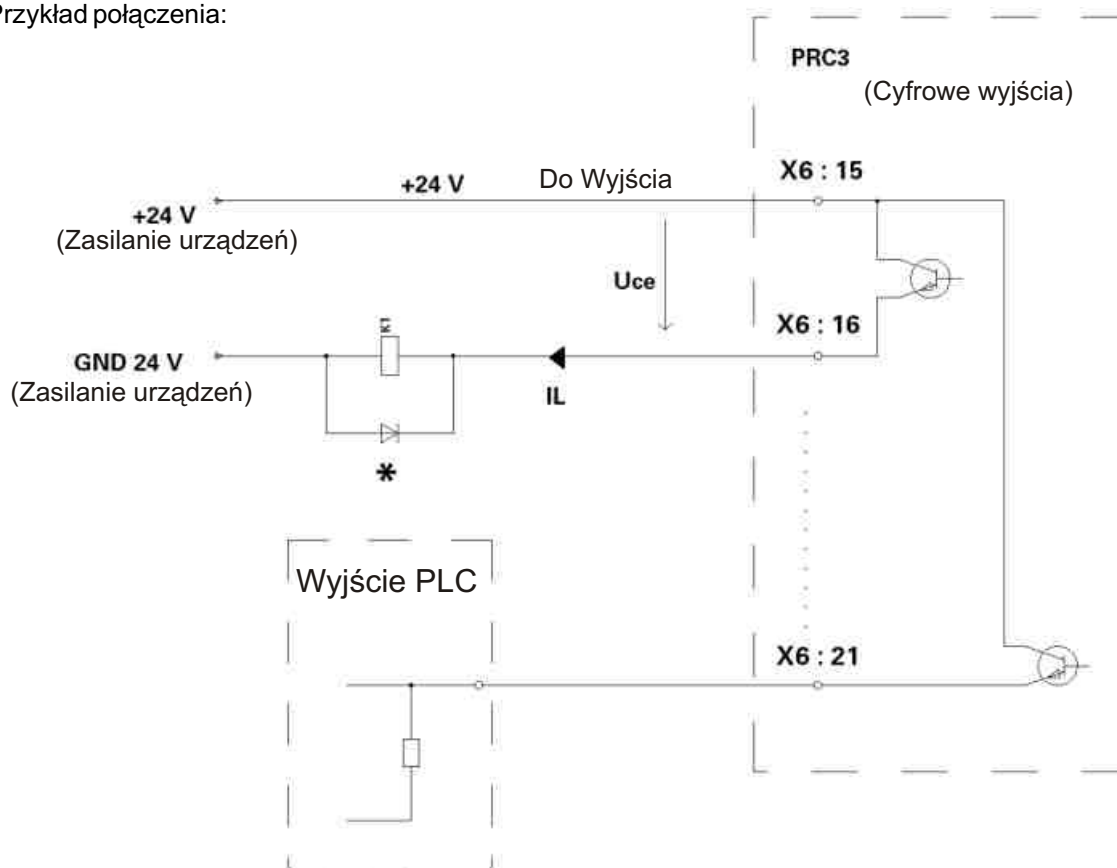 Przykład połączenia:
PRC3
(Cyfrowe wyjścia)
X6 : 15
+24 V
Do Wyjścia
+24 V
(Zasilanie urządzeń)
Uce
K1
X6 : 16
GND 24 V
(Zasilanie urządzeń)
IL
*
Wyjście PLC
X6 : 21